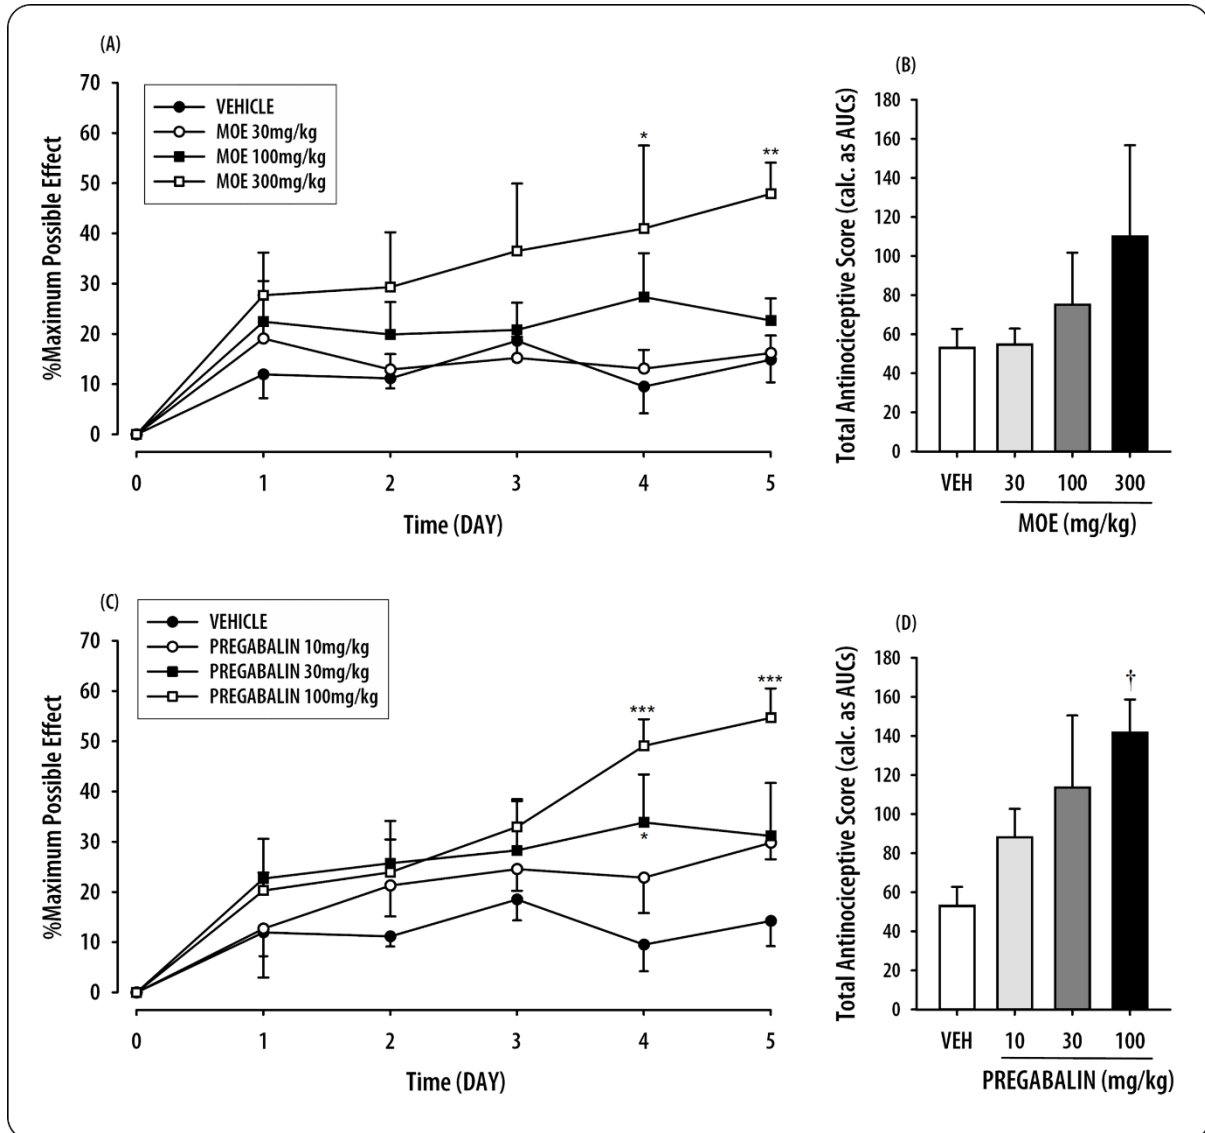 (A)
%Maximum Possible Effect
70
60
50
40
30
20
10
0
VEHICLE
MOE 30mg/kg
MOE 100mg/kg
MOE 300mg/kg
*
**
0 1 2 3 4 5
Time (DAY)
(B)
Total Antinociceptive Score (calc. as AUCs)
180
160
140
120
100
80
60
40
20
0
VEH 30 100 300
MOE (mg/kg)
(C)
%Maximum Possible Effect
70
60
50
40
30
20
10
0
VEHICLE
PREGABALIN 10mg/kg
PREGABALIN 30mg/kg
PREGABALIN 100mg/kg
***
***
*
0 1 2 3 4 5
Time (DAY)
(D)
Total Antinociceptive Score (calc. as AUCs)
180
160
140
120
100
80
60
40
20
0
†
VEH 10 30 100
PREGABALIN (mg/kg)